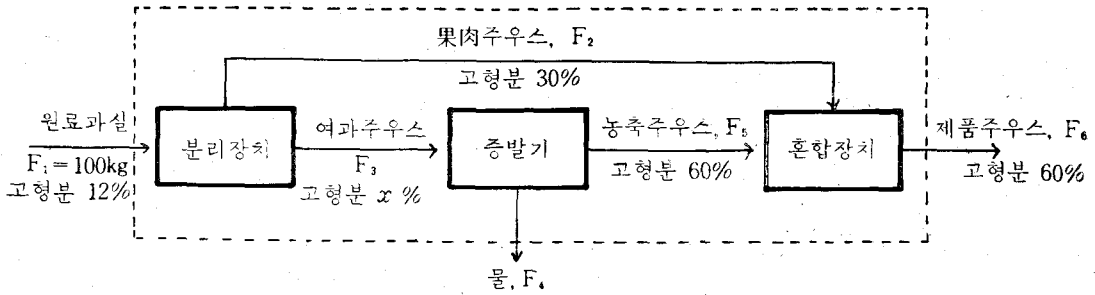 果肉주우스, F₂
고형분 30%
원료과실
F₁=100kg
고형분 12%
분리장치
여과주우스
F₃
고형분 x %
증발기
농축주우스, F₅
고형분 60%
혼합장치
제품주우스, F₆
고형분 60%
물, F₄